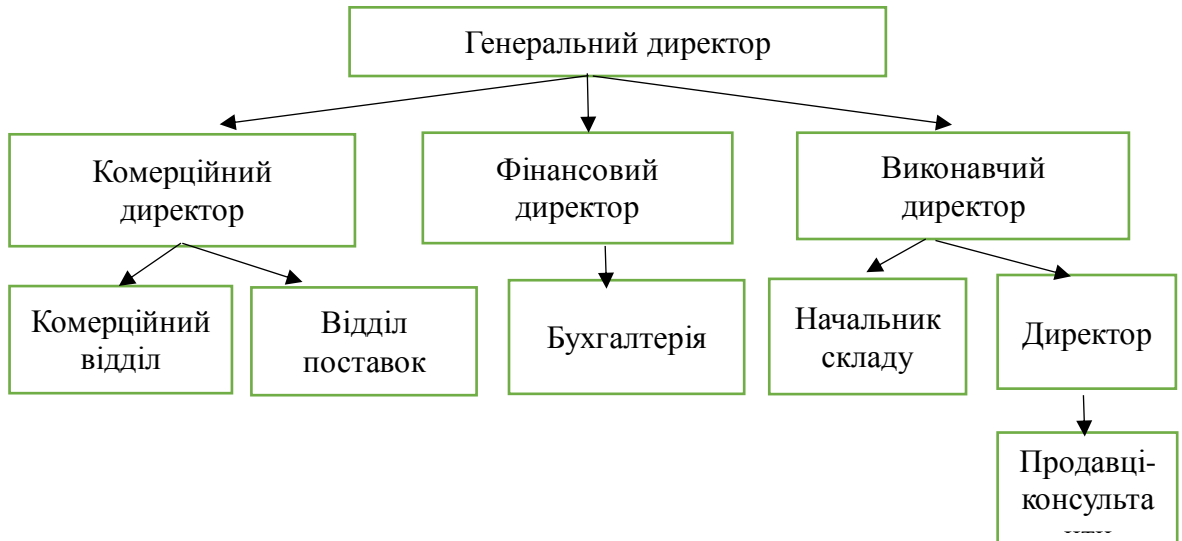 Генеральний директор
Комерційний
директор
Фінансовий
директор
Виконавчий
директор
Комерційний
відділ
Відділ
поставок
Бухгалтерія
Начальник
складу
Директор
Продавці-
консульта